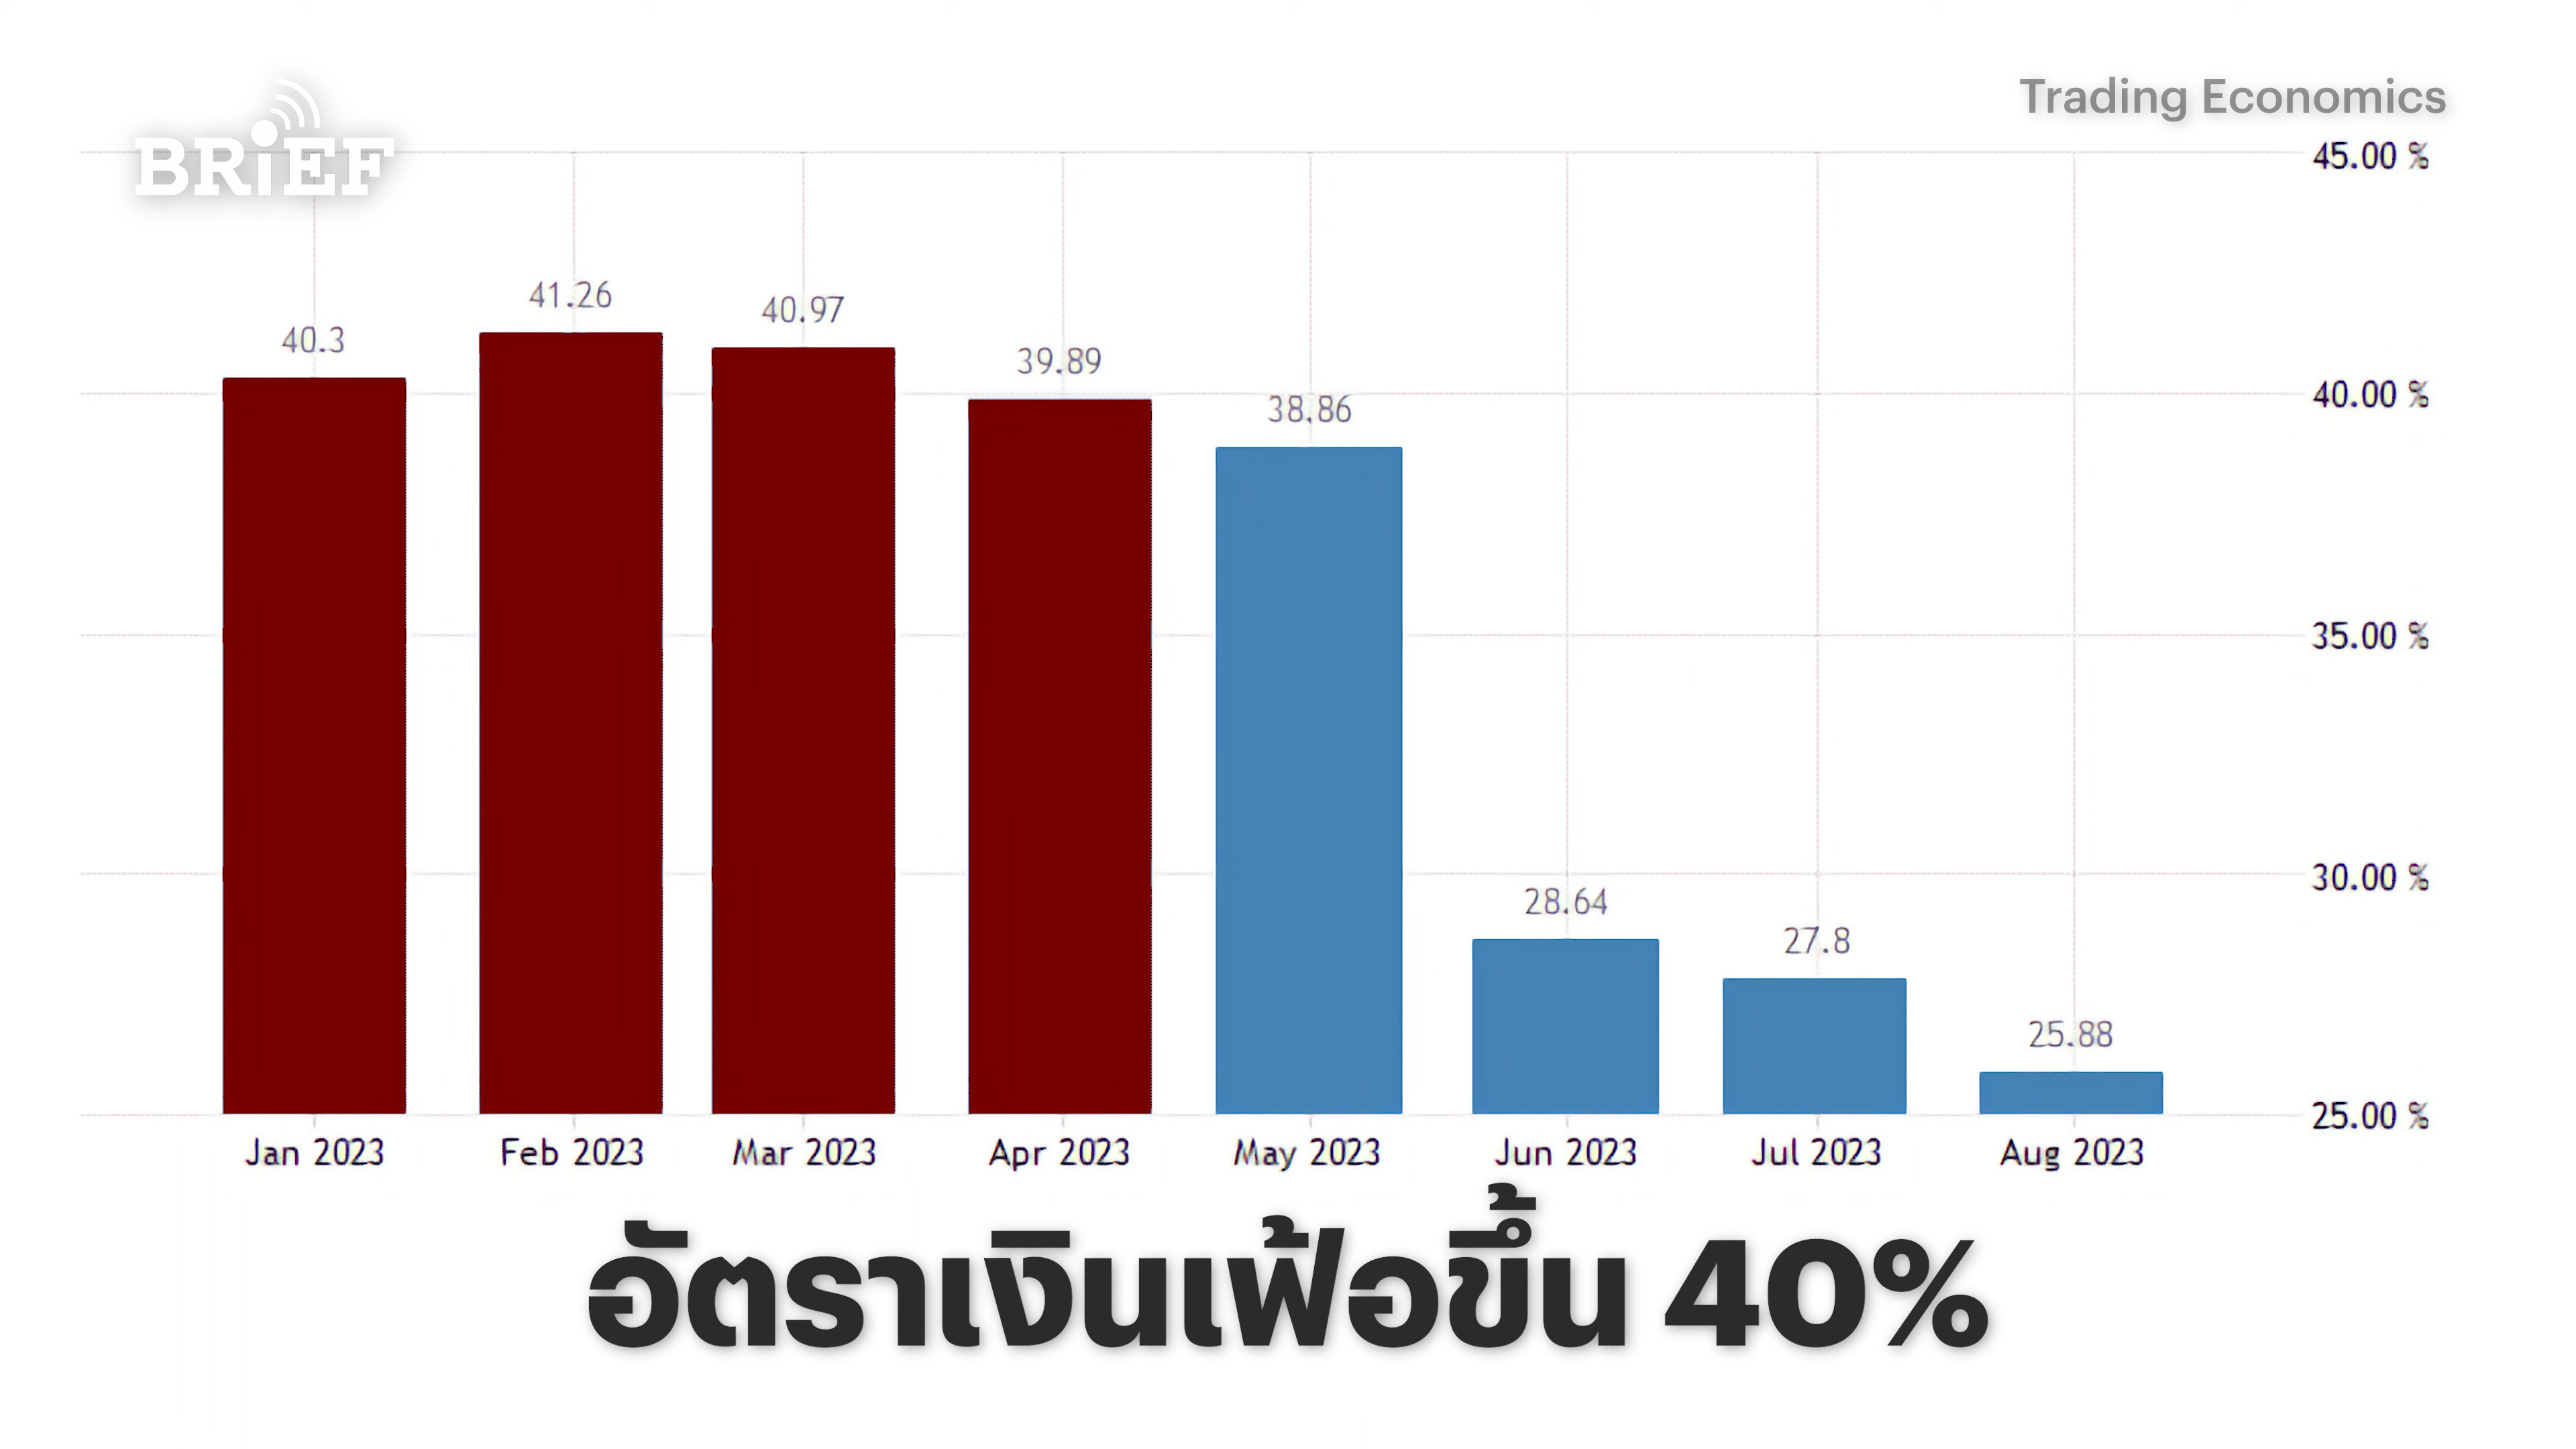 BRiEF
Trading Economics
45.00 %
40.00 %
35.00 %
30.00 %
25.00 %
40.3
41.26
40.97
39.89
38.86
28.64
27.8
25.88
Jan 2023
Feb 2023
Mar 2023
Apr 2023
May 2023
Jun 2023
Jul 2023
Aug 2023
อัตราเงินเฟ้อขึ้น 40%